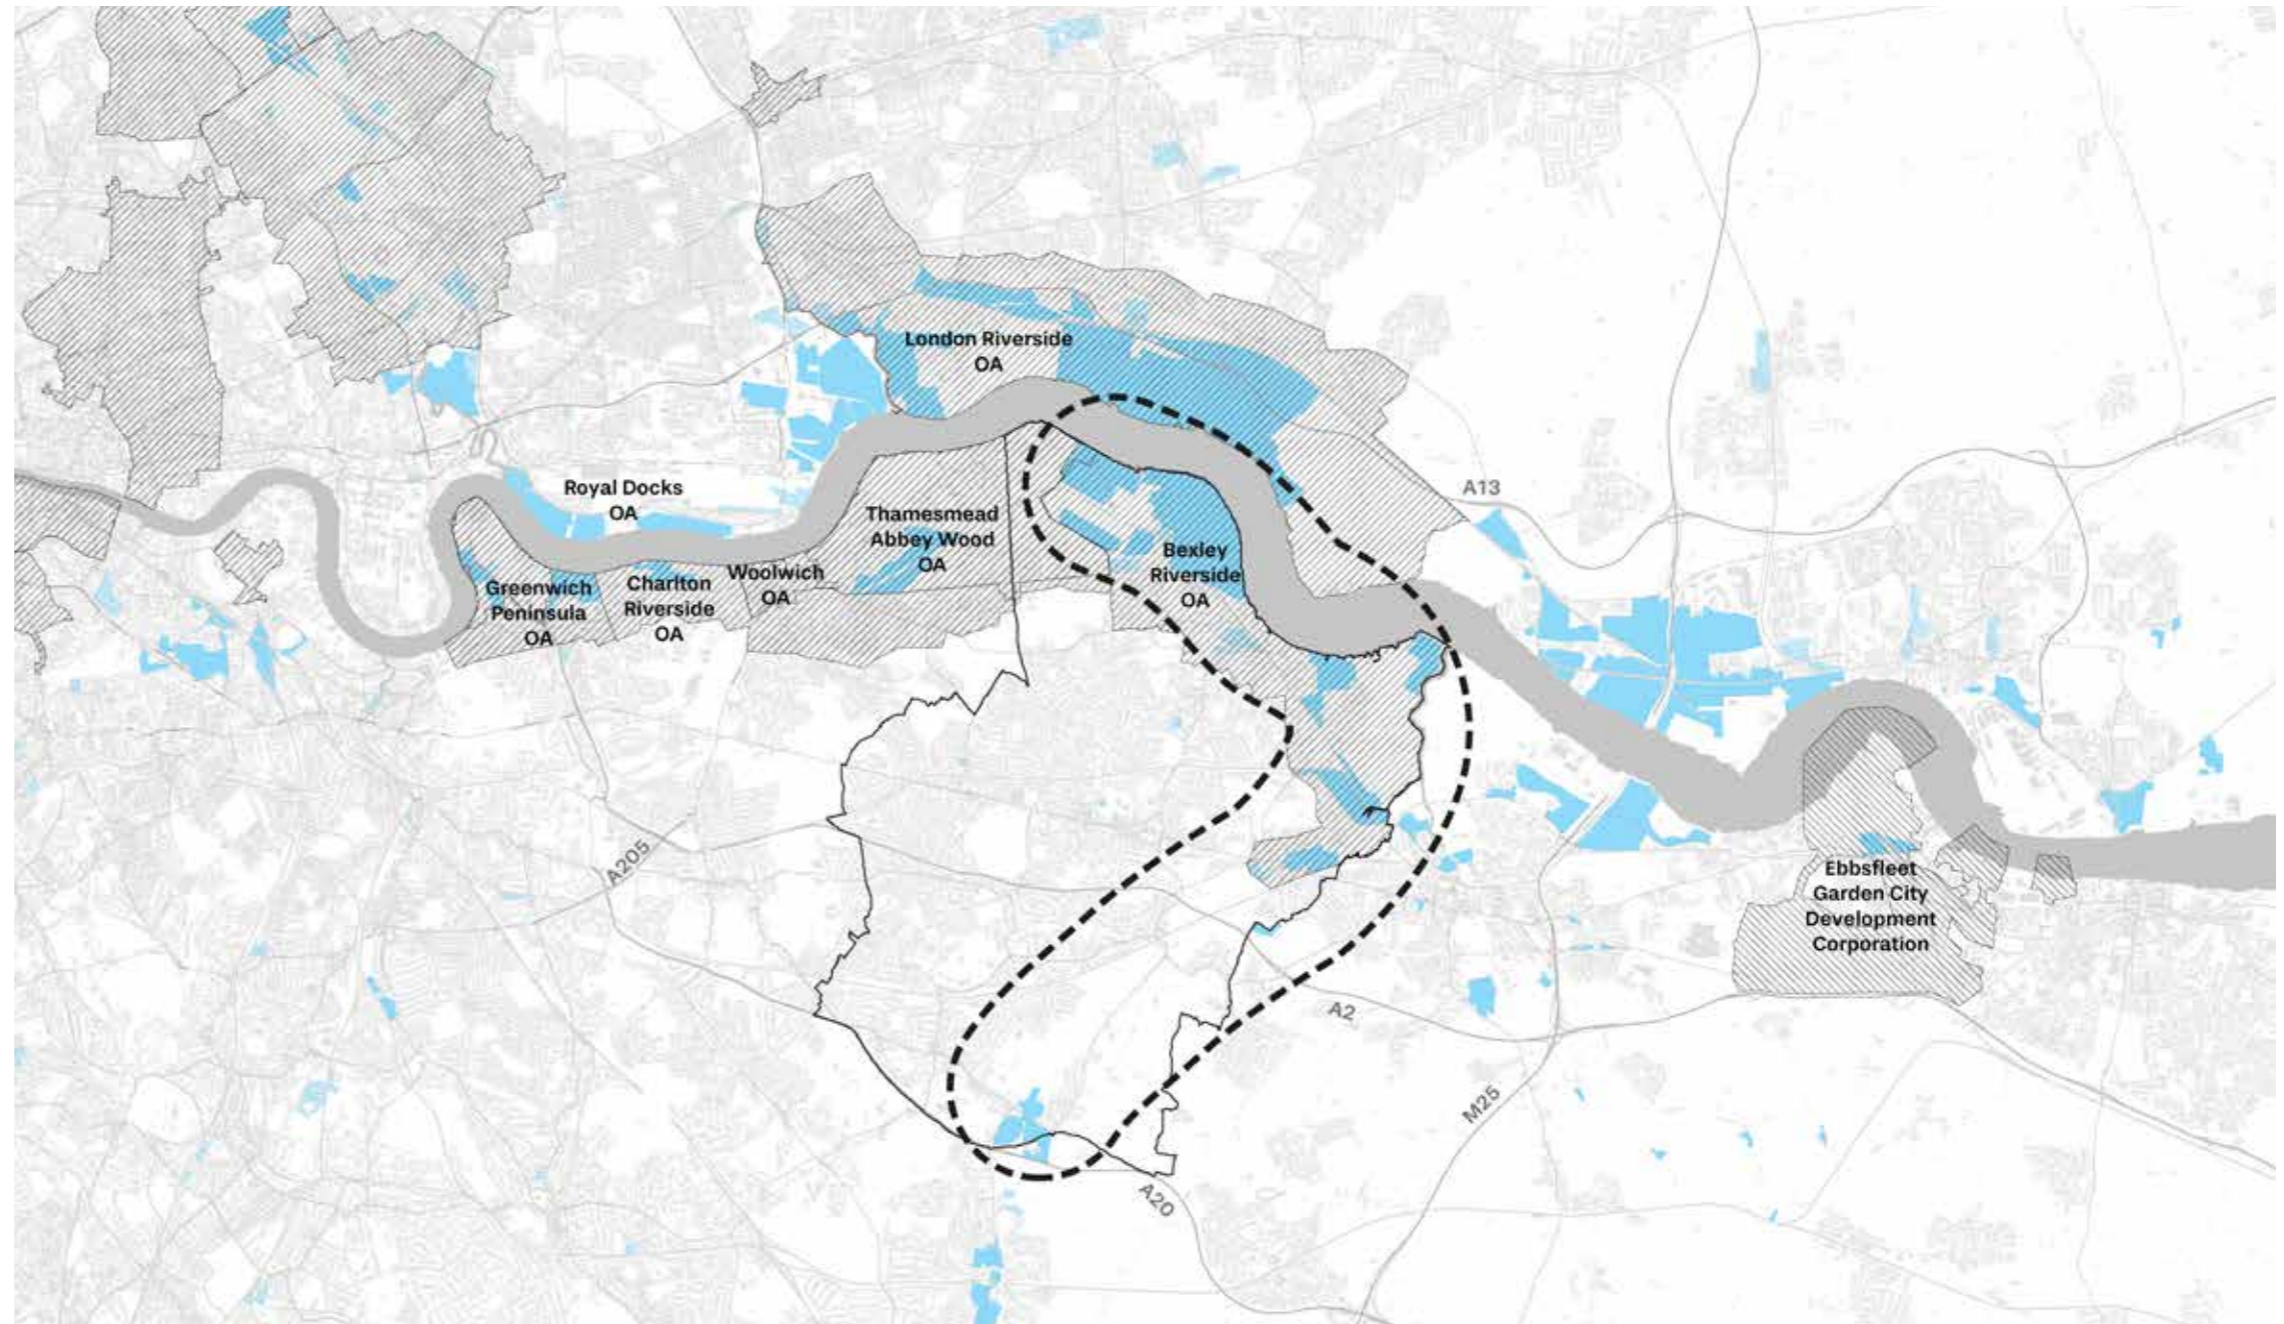 London Riverside
OA
Royal Docks
OA
A13
Thamesmead
Abbey Wood
OA
Bexley
Riverside
OA
Greenwich
Peninsula
OA
Charlton
Riverside
OA
Woolwich
OA
A205
Ebbsfleet
Garden City
Development
Corporation
A2
M25
A20